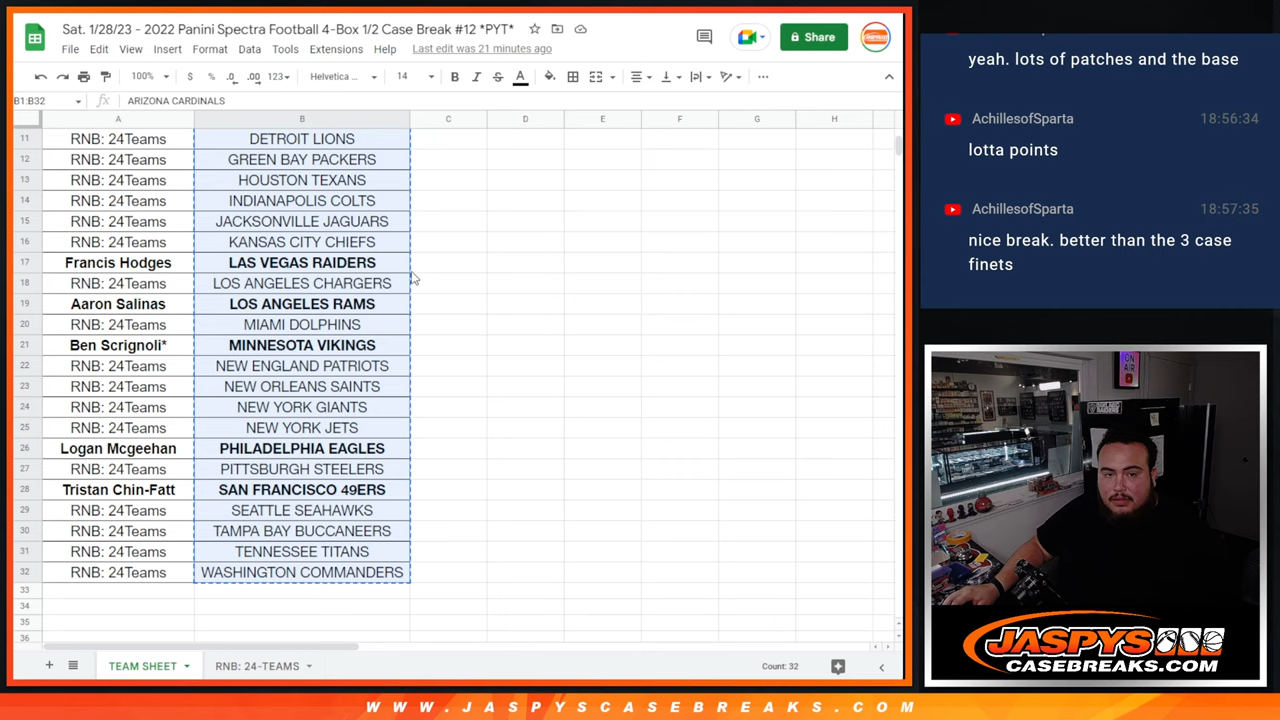 Sat. 1/28/23 - 2022 Panini Spectra Football 4-Box 1/2 Case Break #12 *PYT*
File Edit View Insert Format Data Tools Extensions Help Last edit was 21 minutes ago
Share
100% $ % .0 .00 123 Helvetica ... 14 B I S A
B1:B32 fx ARIZONA CARDINALS
A B C D E F G H
11 RNB: 24Teams DETROIT LIONS
12 RNB: 24Teams GREEN BAY PACKERS
13 RNB: 24Teams HOUSTON TEXANS
14 RNB: 24Teams INDIANAPOLIS COLTS
15 RNB: 24Teams JACKSONVILLE JAGUARS
16 RNB: 24Teams KANSAS CITY CHIEFS
17 Francis Hodges LAS VEGAS RAIDERS
18 RNB: 24Teams LOS ANGELES CHARGERS
19 Aaron Salinas LOS ANGELES RAMS
20 RNB: 24Teams MIAMI DOLPHINS
21 Ben Scrignoli* MINNESOTA VIKINGS
22 RNB: 24Teams NEW ENGLAND PATRIOTS
23 RNB: 24Teams NEW ORLEANS SAINTS
24 RNB: 24Teams NEW YORK GIANTS
25 RNB: 24Teams NEW YORK JETS
26 Logan Mcgeehan PHILADELPHIA EAGLES
27 RNB: 24Teams PITTSBURGH STEELERS
28 Tristan Chin-Fatt SAN FRANCISCO 49ERS
29 RNB: 24Teams SEATTLE SEAHAWKS
30 RNB: 24Teams TAMPA BAY BUCCANEERS
31 RNB: 24Teams TENNESSEE TITANS
32 RNB: 24Teams WASHINGTON COMMANDERS
33
34
35
36
TEAM SHEET RNB: 24-TEAMS Count: 32
yeah. lots of patches and the base
AchillesofSparta 18:56:34
lotta points
AchillesofSparta 18:57:35
nice break. better than the 3 case
finets
ON
AIR
RAIDERS
JASPYS
CASEBREAKS.COM
WWW.JASPYSCASEBREAKS.COM